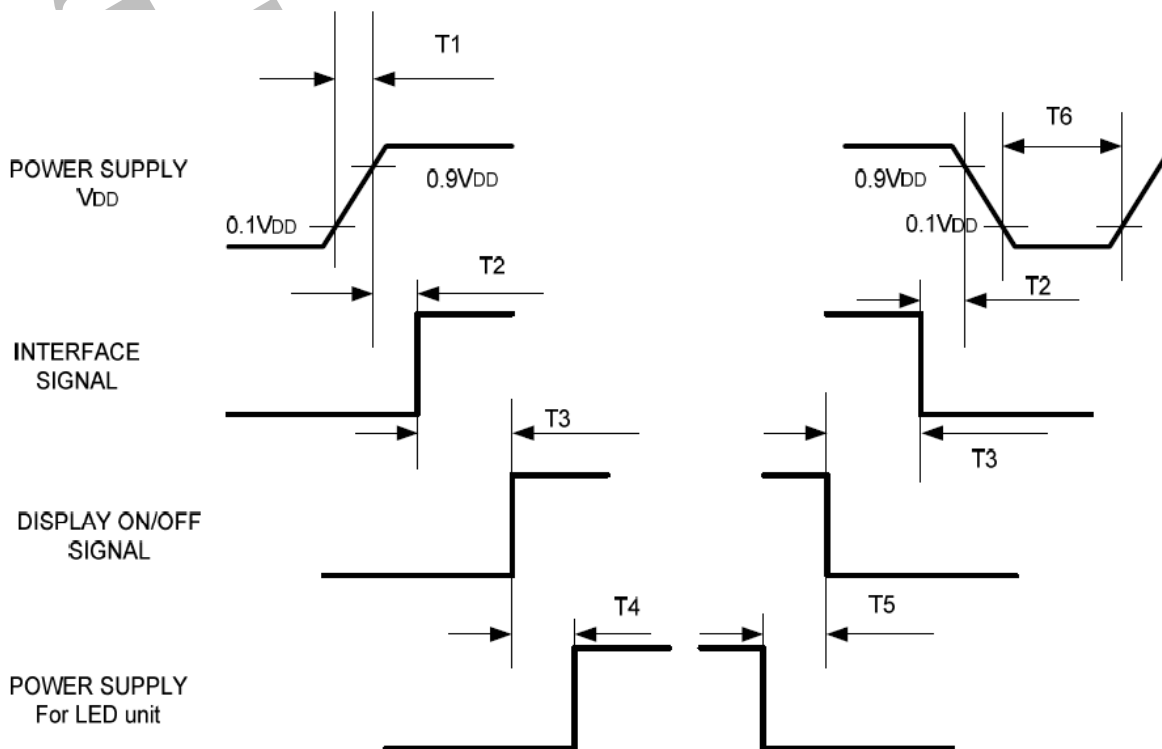 T1
T6
POWER SUPPLY
VDD
0.9VDD
0.9VDD
0.1VDD
0.1VDD
T2
T2
INTERFACE
SIGNAL
T3
T3
DISPLAY ON/OFF
SIGNAL
T4
T5
POWER SUPPLY
For LED unit